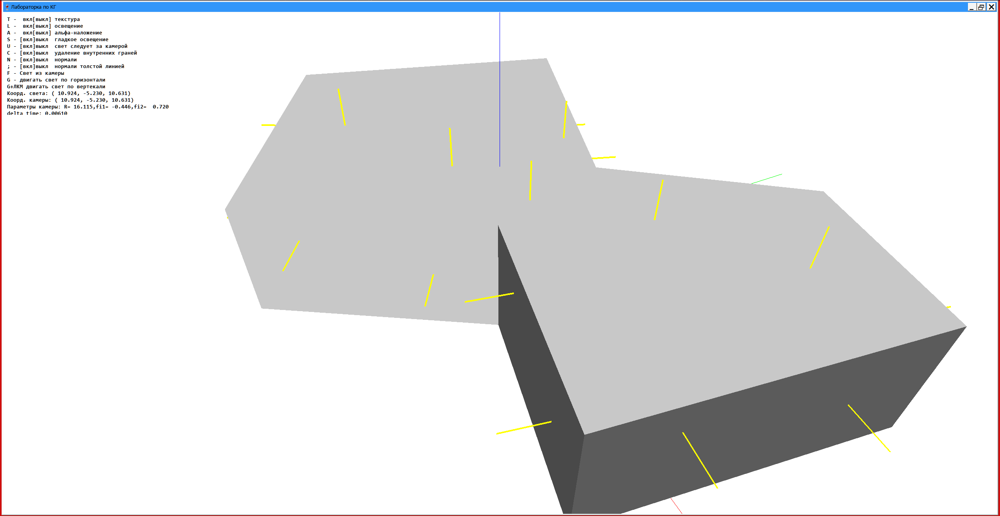 Лабораторка по КГ
T -  вкл[выкл] текстура
L -  вкл[выкл] освещение
A -  вкл[выкл] альфа-наложение
S - [вкл]выкл  гладкое освещение
U - [вкл]выкл  свет следует за камерой
C - [вкл]выкл  удаление внутренних граней
N - [вкл]выкл  нормали
; - [вкл]выкл  нормали толстой линией
F - Свет из камеры
G - двигать свет по горизонтали
G+ЛКМ двигать свет по вертекали
Коорд. света: ( 10.924, -5.230, 10.631)
Коорд. камеры: ( 10.924, -5.230, 10.631)
Параметры камеры: R= 16.115,fi1= -0.446,fi2=  0.720
delta time: 0.00610